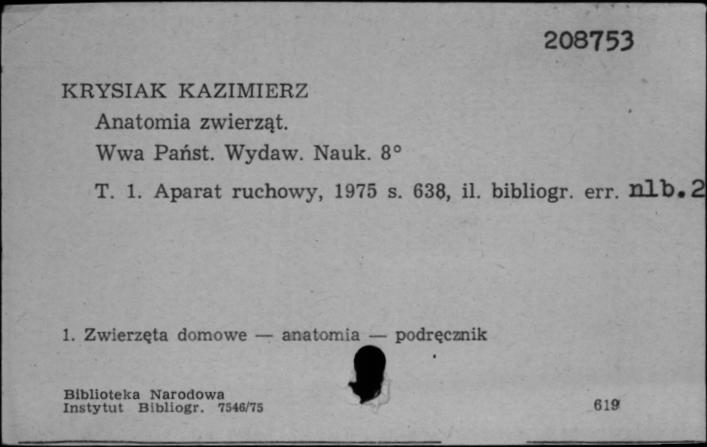 208753
KRYSIAK KAZIMIERZ
Anatomia zwierząt.
Wwa Państ. Wydaw. Nauk. 8°
T. 1. Aparat ruchowy, 1975 s. 638, il. bibliogr. err. nlb.2
1. Zwierzęta domowe — anatomia — podręcznik
Biblioteka Narodowa
Instytut Bibliogr. 7546/75
619